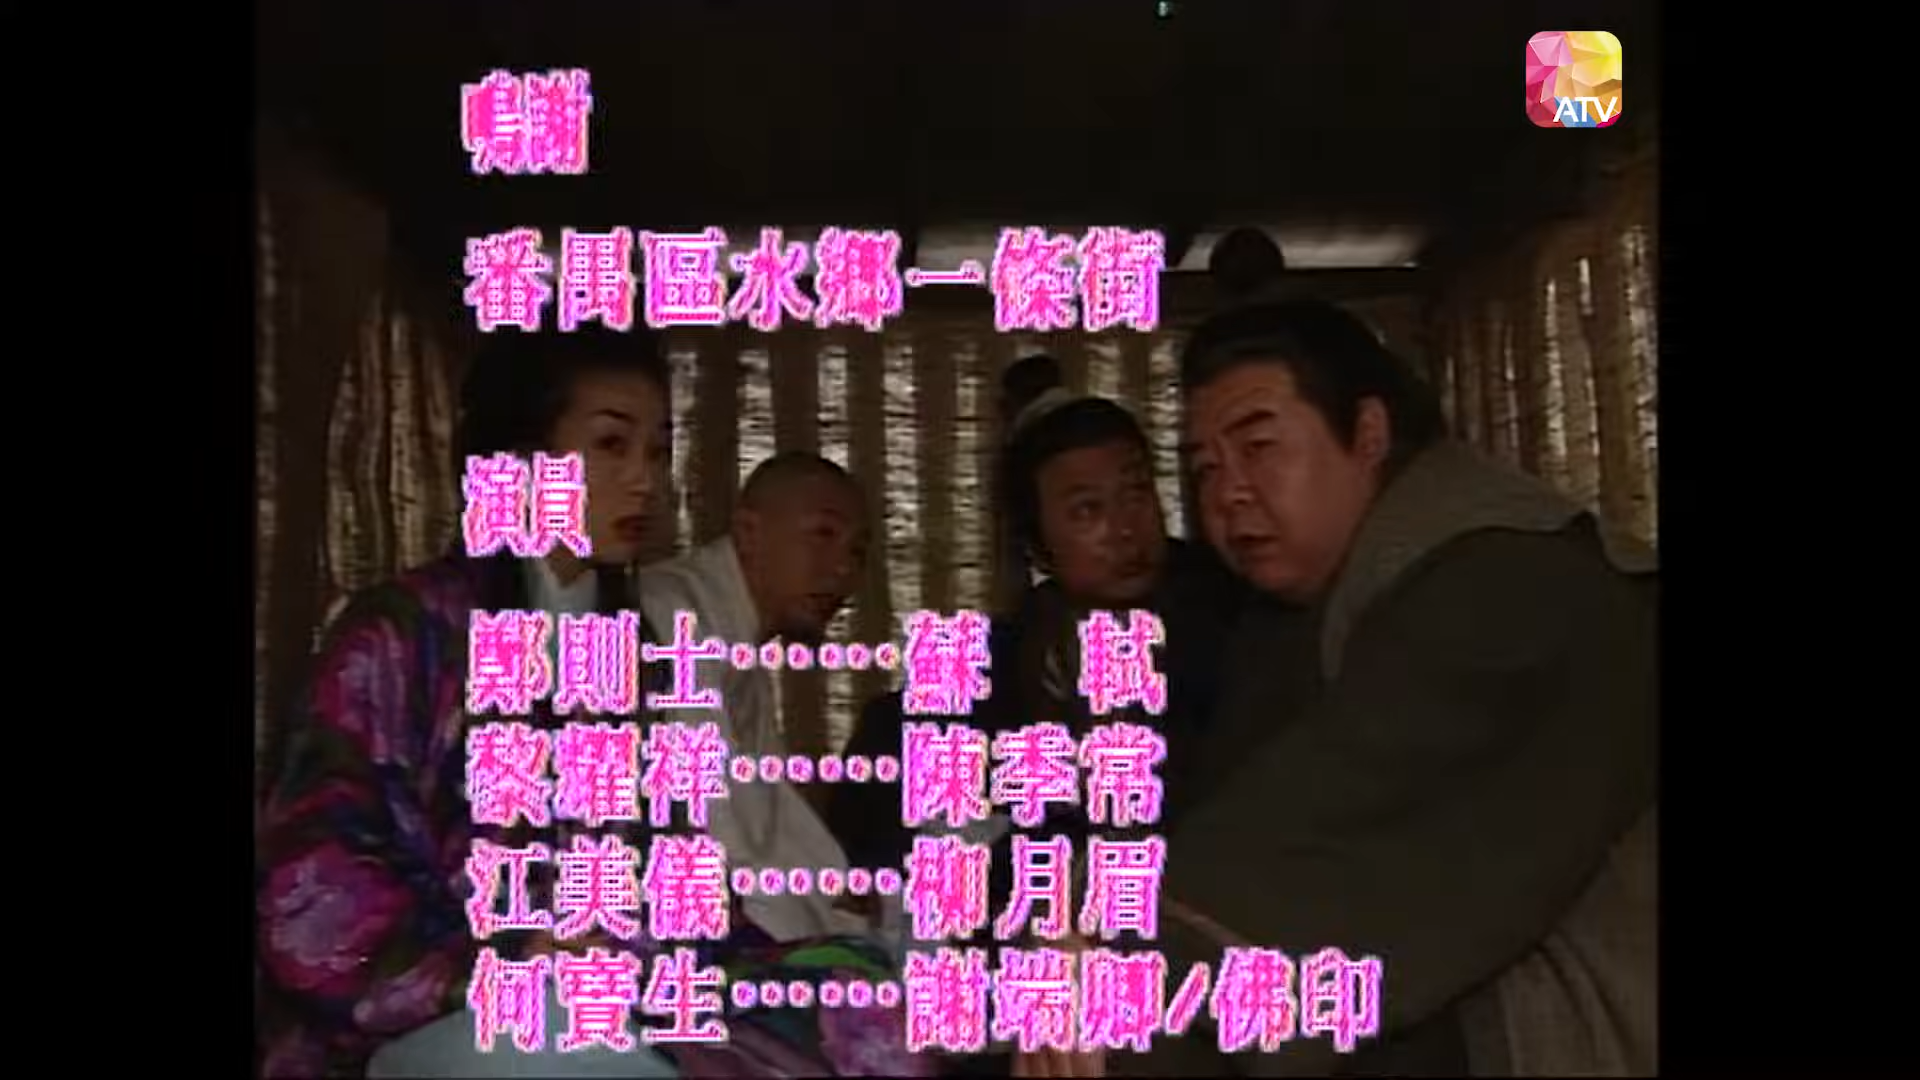 ATV
鳴謝
番禺區水鄉一條街
演員
鄭則士⋯⋯蘇　軾
黎耀祥⋯⋯陳季常
江美儀⋯⋯柳月眉
何寶生⋯⋯謝端卿/佛印